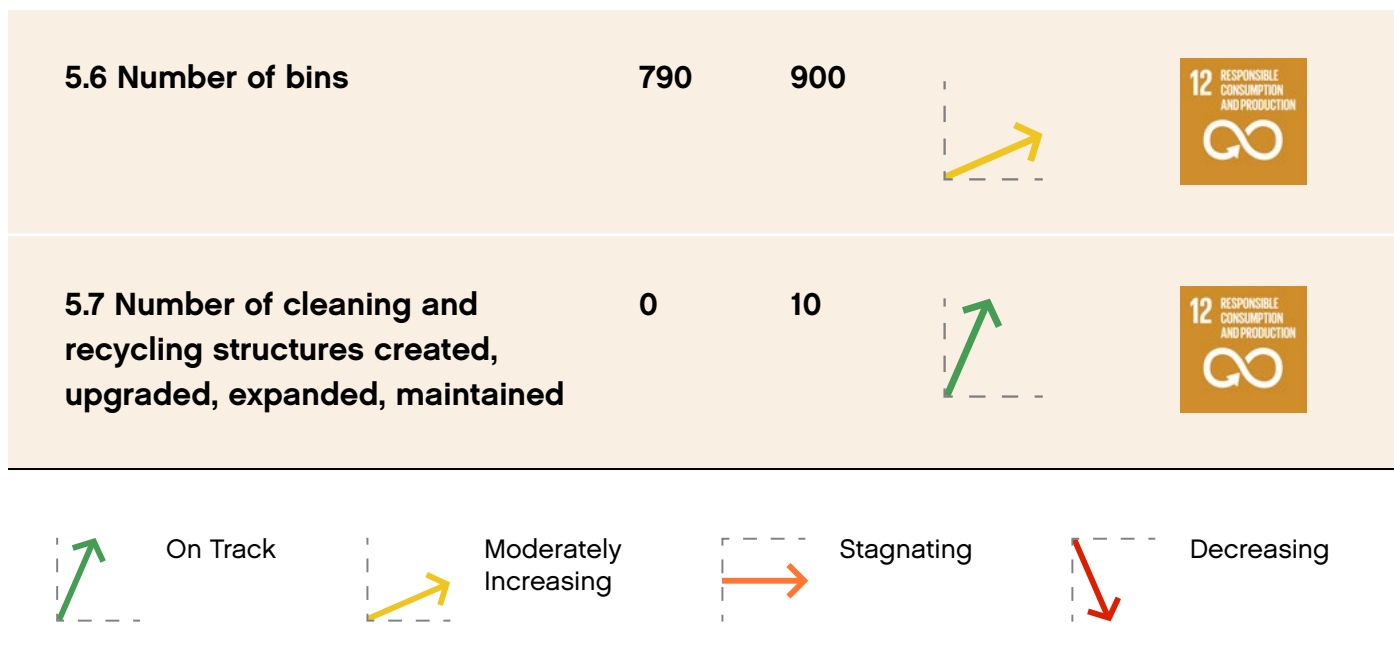 5.6 Number of bins 790 900
12 RESPONSIBLE
CONSUMPTION
AND PRODUCTION
5.7 Number of cleaning and 0 10
recycling structures created,
upgraded, expanded, maintained
12 RESPONSIBLE
CONSUMPTION
AND PRODUCTION
On Track
Moderately
Increasing
Stagnating
Decreasing